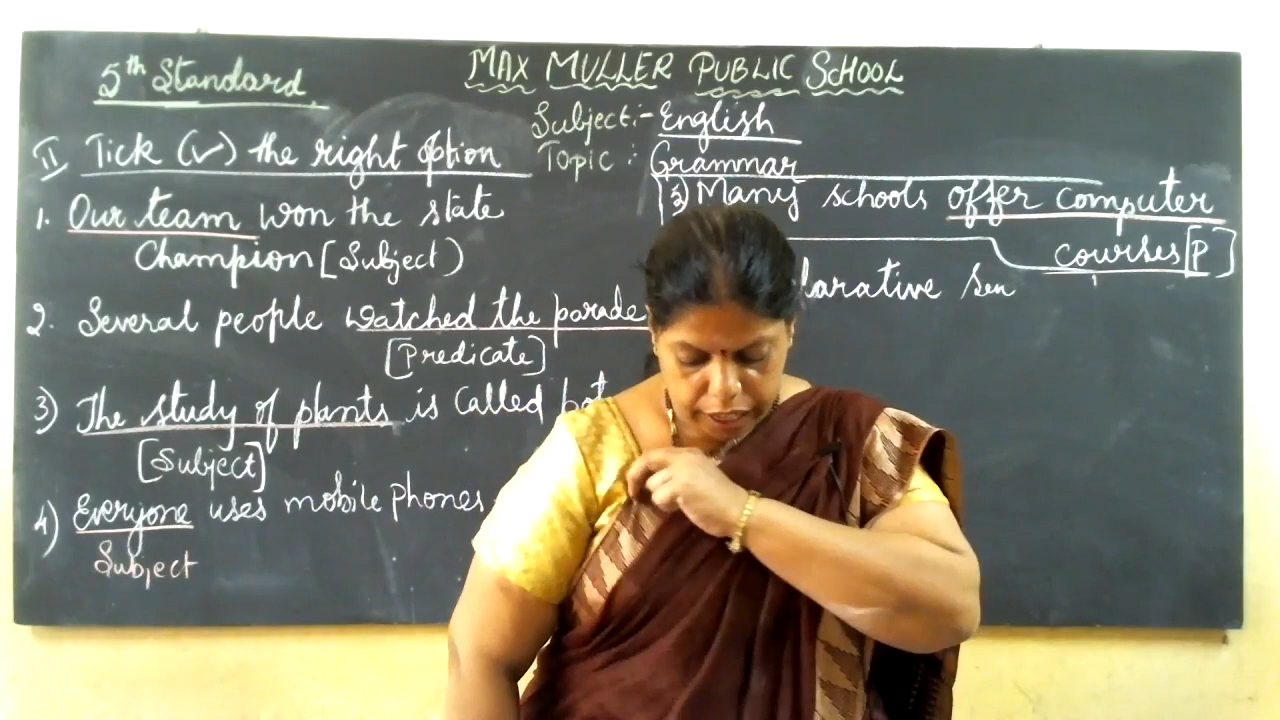 5th Standard
MAX MULLER PUBLIC SCHOOL
Subject:- English
Topic : Grammar
II Tick (✓) the right option
1. Our team won the state
Champion [Subject)
2. Several people watched the parade
[Predicate]
3) The study of plants is called bot
[Subject]
4) Everyone uses mobile phones
Subject
5) Many schools offer computer
courses [P]
larative sen